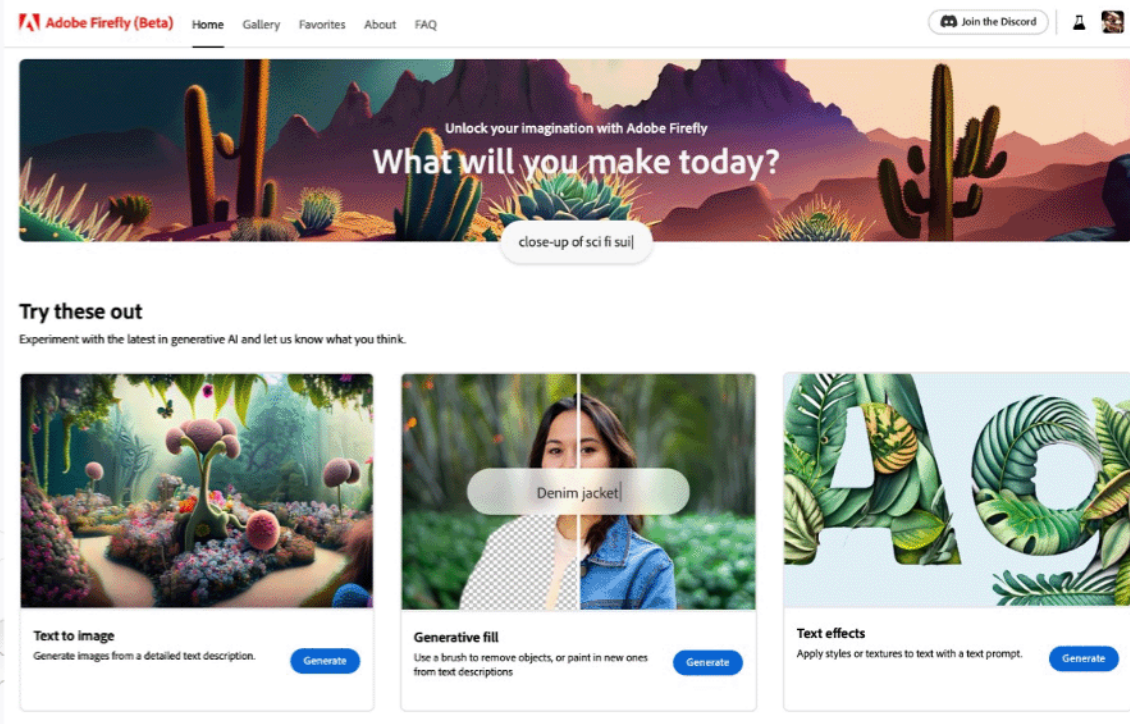 Adobe Firefly (Beta)
Home
Gallery
Favorites
About
FAQ
Join the Discord
Unlock your imagination with Adobe Firefly
What will you make today?
close-up of sci fi sui
Try these out
Experiment with the latest in generative AI and let us know what you think.
Denim jacket
Ag
Text to image
Generate images from a detailed text description.
Generate
Generative fill
Use a brush to remove objects, or paint in new ones
from text descriptions
Generate
Text effects
Apply styles or textures to text with a text prompt.
Generate